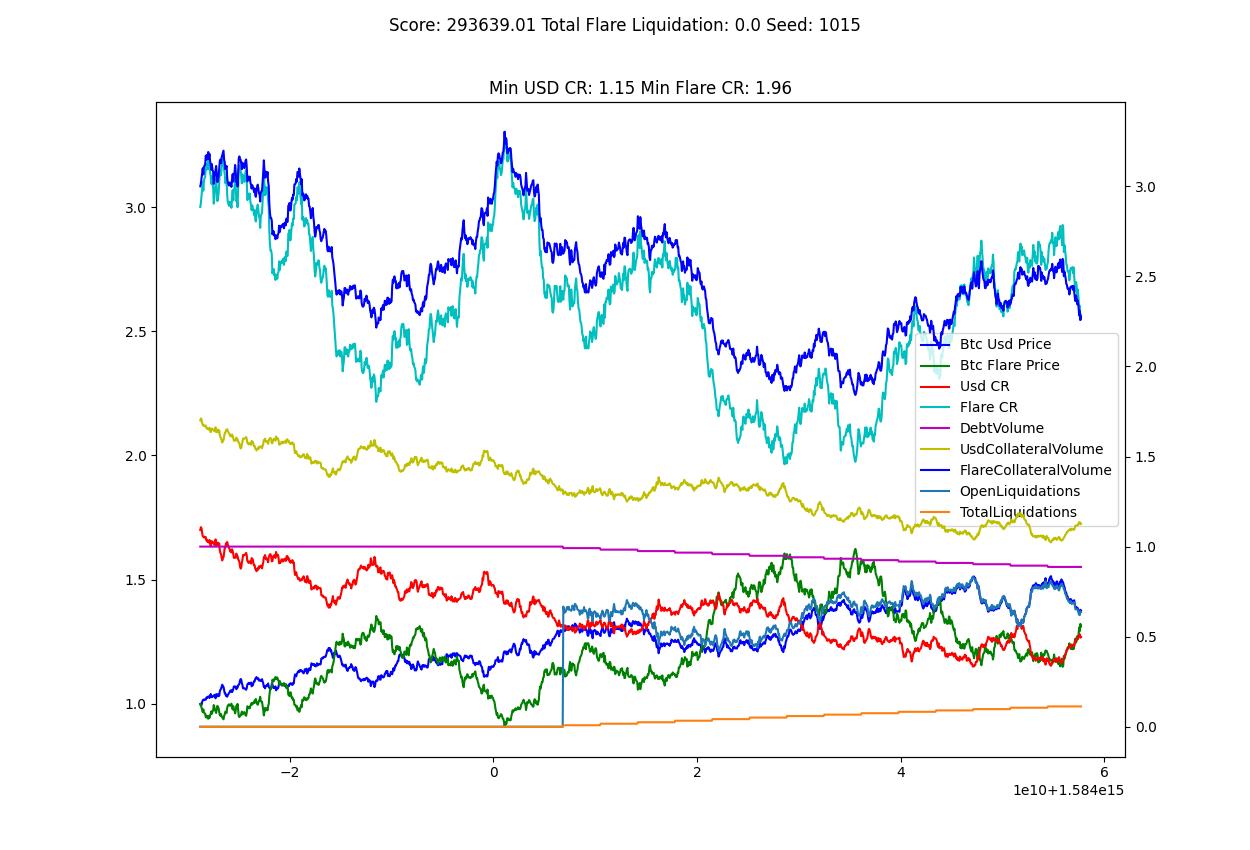 Score: 293639.01 Total Flare Liquidation: 0.0 Seed: 1015
Min USD CR: 1.15 Min Flare CR: 1.96
3.0
2.5
2.0
1.5
1.0
3.0
2.5
2.0
1.5
1.0
0.5
0.0
Btc Usd Price
Btc Flare Price
Usd CR
Flare CR
DebtVolume
UsdCollateralVolume
FlareCollateralVolume
OpenLiquidations
TotalLiquidations
−2 0 2 4 6
1e10+1.584e15